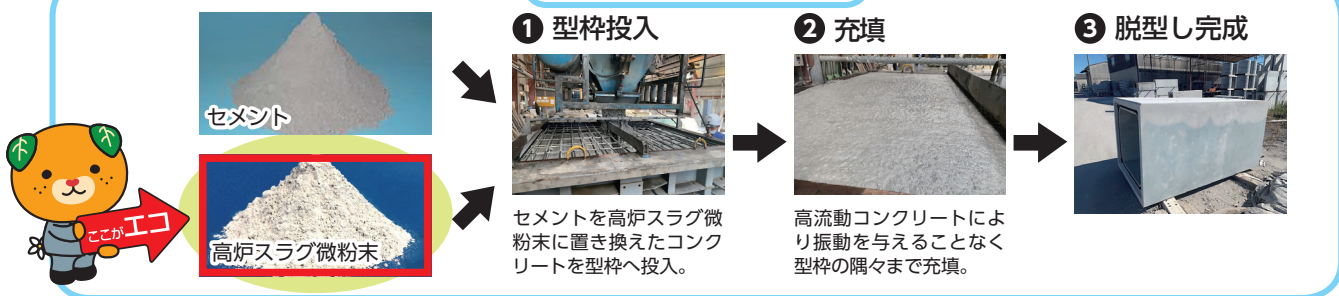 セメント
ここがエコ
高炉スラグ微粉末
❶ 型枠投入
セメントを高炉スラグ微
粉末に置き換えたコンク
リートを型枠へ投入。
❷ 充填
高流動コンクリートによ
り振動を与えることなく
型枠の隅々まで充填。
❸ 脱型し完成